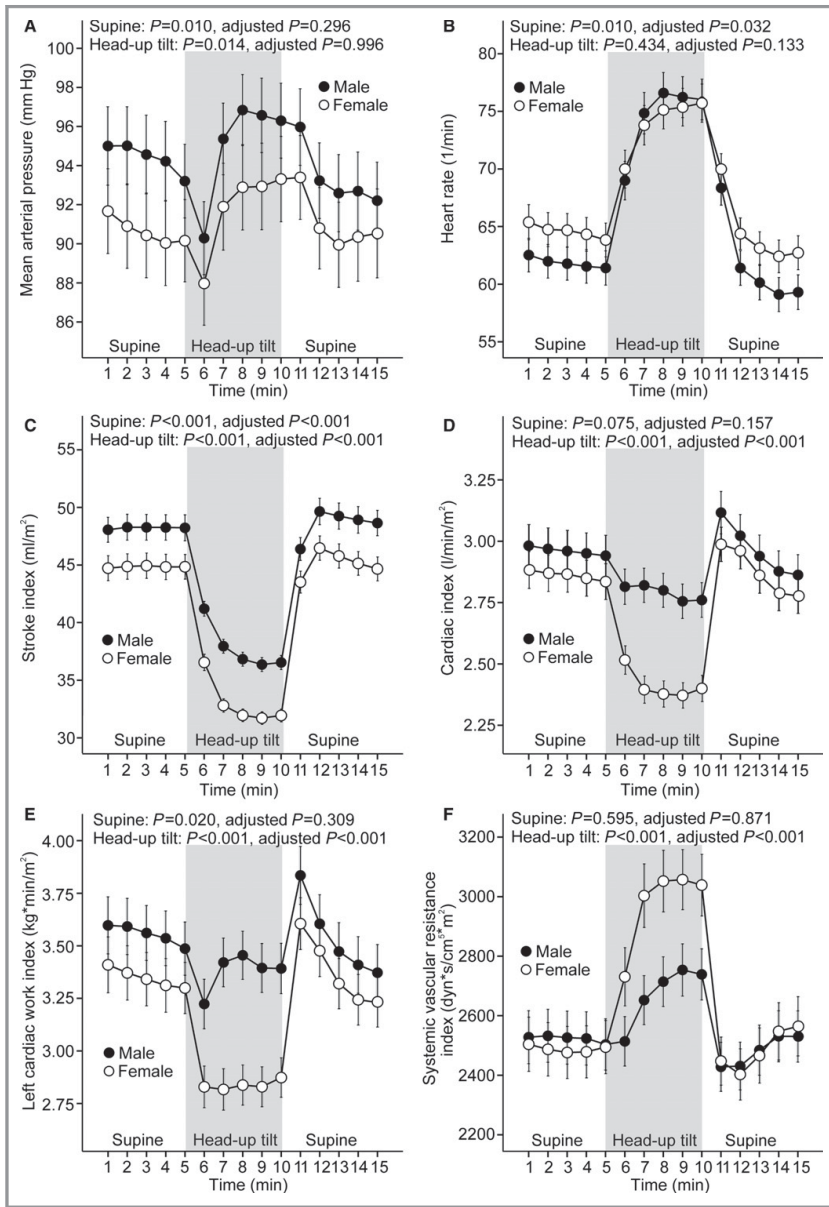 A
Supine: P=0.010, adjusted P=0.296
Head-up tilt: P=0.014, adjusted P=0.996
Mean arterial pressure (mm Hg)
100
98
96
94
92
90
88
86
Male
Female
Supine Head-up tilt Supine
1 2 3 4 5 6 7 8 9 10 11 12 13 14 15
Time (min)
B
Supine: P=0.010, adjusted P=0.032
Head-up tilt: P=0.434, adjusted P=0.133
Heart rate (1/min)
80
75
70
65
60
55
Male
Female
Supine Head-up tilt Supine
1 2 3 4 5 6 7 8 9 10 11 12 13 14 15
Time (min)
C
Supine: P<0.001, adjusted P<0.001
Head-up tilt: P<0.001, adjusted P<0.001
Stroke index (ml/m²)
55
50
45
40
35
30
Male
Female
Supine Head-up tilt Supine
1 2 3 4 5 6 7 8 9 10 11 12 13 14 15
Time (min)
D
Supine: P=0.075, adjusted P=0.157
Head-up tilt: P<0.001, adjusted P<0.001
Cardiac index (l/min/m²)
3.25
3.00
2.75
2.50
2.25
Male
Female
Supine Head-up tilt Supine
1 2 3 4 5 6 7 8 9 10 11 12 13 14 15
Time (min)
E
Supine: P=0.020, adjusted P=0.309
Head-up tilt: P<0.001, adjusted P<0.001
Left cardiac work index (kg*min/m²)
4.00
3.75
3.50
3.25
3.00
2.75
Male
Female
Supine Head-up tilt Supine
1 2 3 4 5 6 7 8 9 10 11 12 13 14 15
Time (min)
F
Supine: P=0.595, adjusted P=0.871
Head-up tilt: P<0.001, adjusted P<0.001
Systemic vascular resistance
index (dyn*s/cm⁵*m²)
3200
3000
2800
2600
2400
2200
Male
Female
Supine Head-up tilt Supine
1 2 3 4 5 6 7 8 9 10 11 12 13 14 15
Time (min)